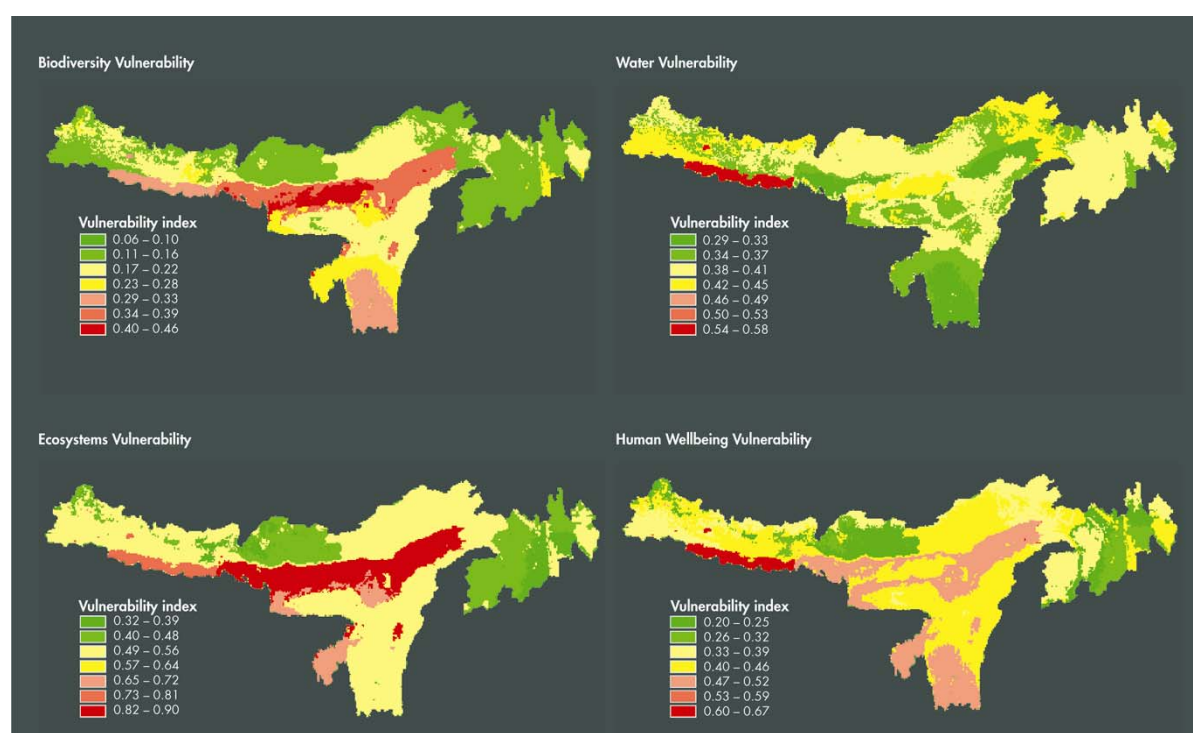 Biodiversity Vulnerability
Vulnerability index
0.06 – 0.10
0.11 – 0.16
0.17 – 0.22
0.23 – 0.28
0.29 – 0.33
0.34 – 0.39
0.40 – 0.46
Water Vulnerability
Vulnerability index
0.29 – 0.33
0.34 – 0.37
0.38 – 0.41
0.42 – 0.45
0.46 – 0.49
0.50 – 0.53
0.54 – 0.58
Ecosystems Vulnerability
Vulnerability index
0.32 – 0.39
0.40 – 0.48
0.49 – 0.56
0.57 – 0.64
0.65 – 0.72
0.73 – 0.81
0.82 – 0.90
Human Wellbeing Vulnerability
Vulnerability index
0.20 – 0.25
0.26 – 0.32
0.33 – 0.39
0.40 – 0.46
0.47 – 0.52
0.53 – 0.59
0.60 – 0.67